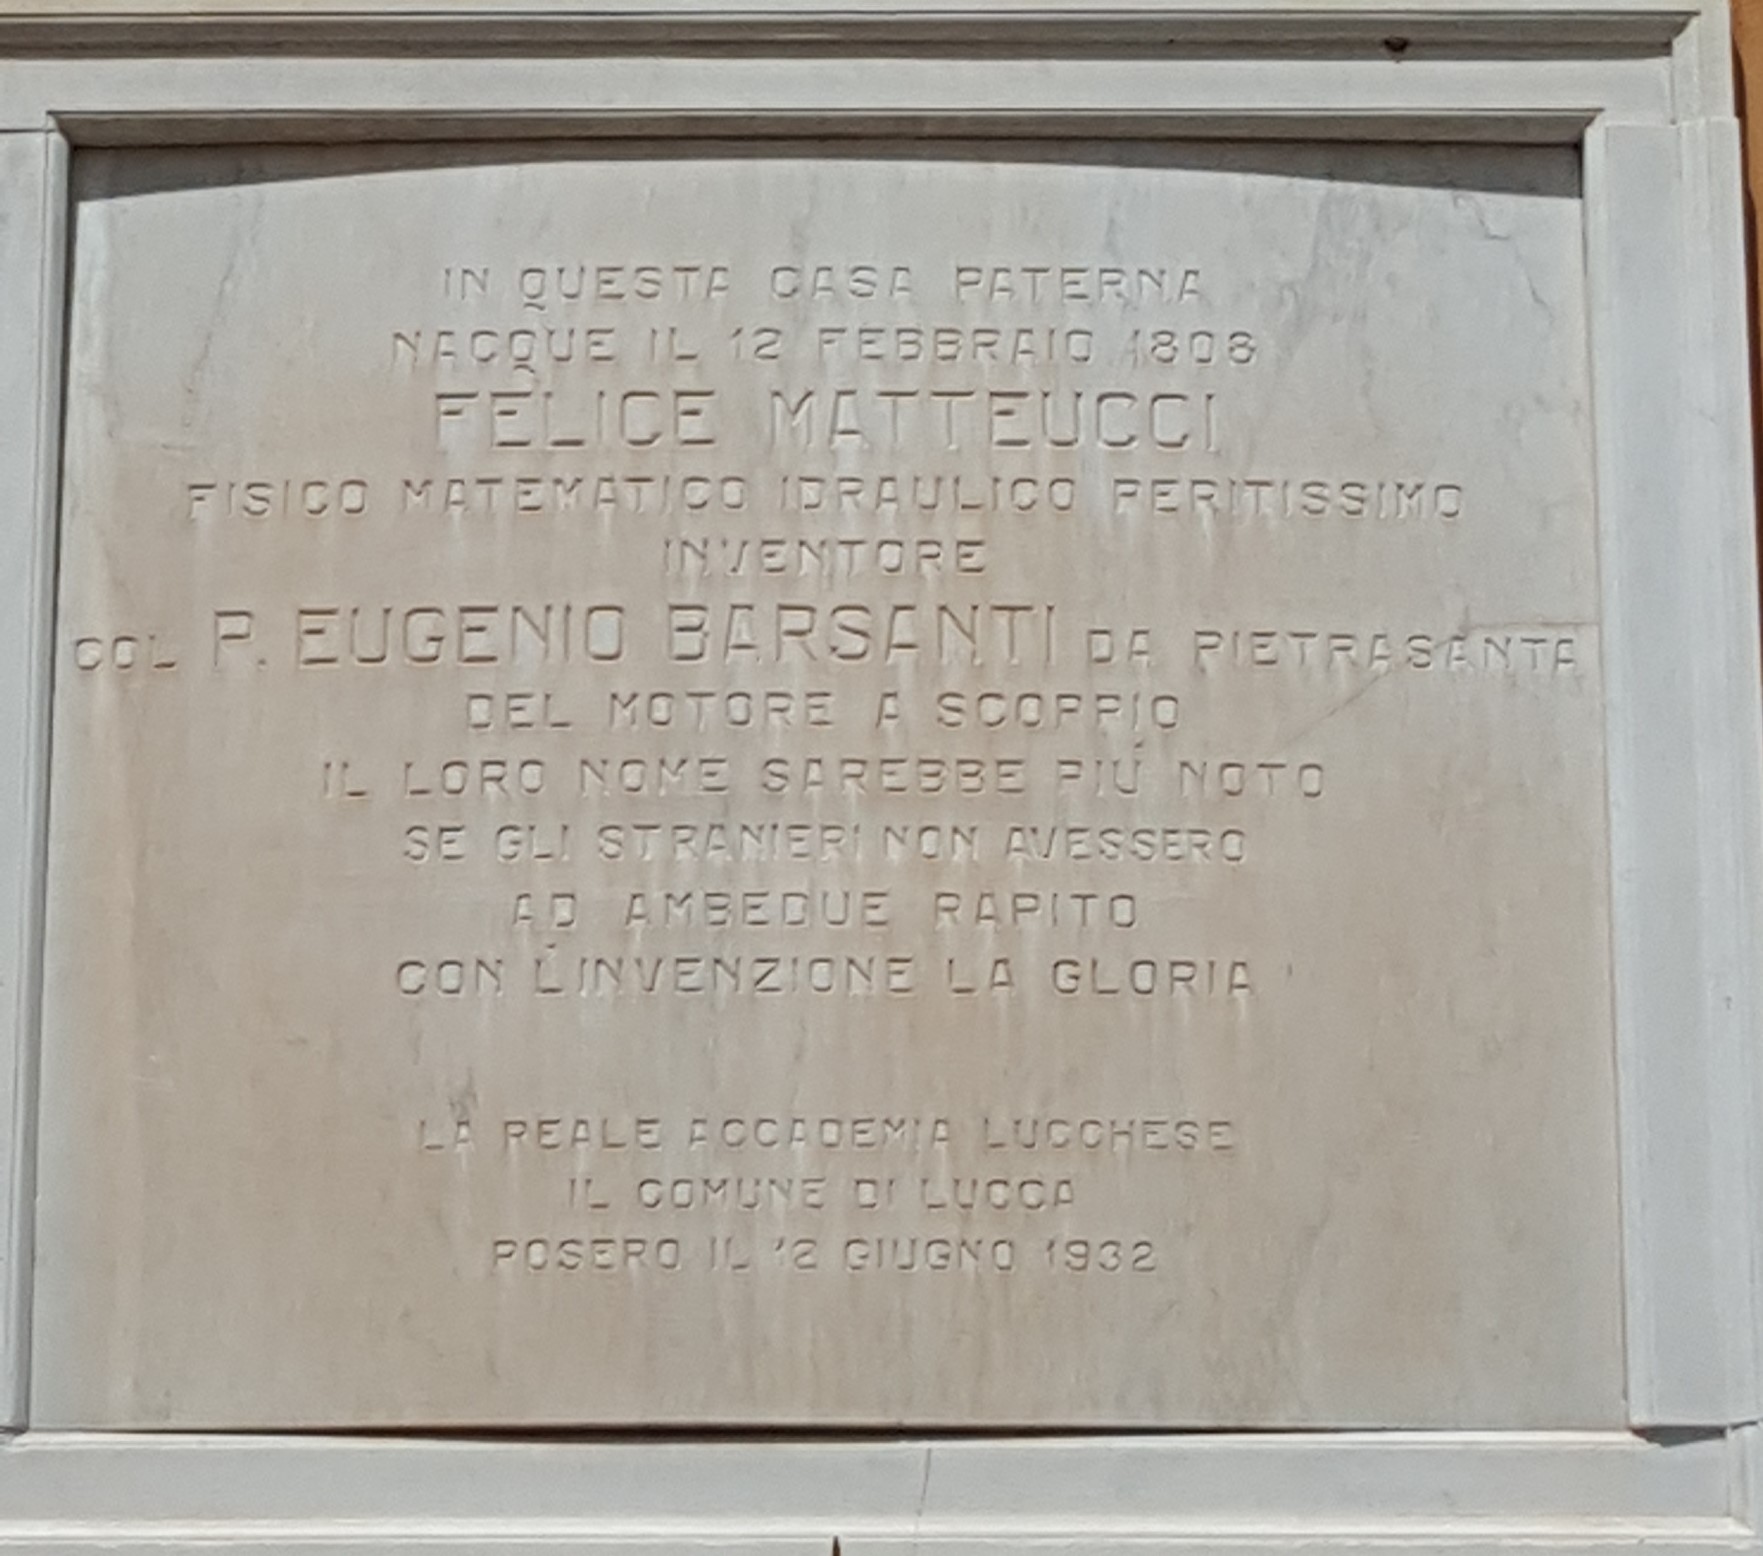 IN QUESTA CASA PATERNA
NACQUE IL 12 FEBBRAIO 1808
FELICE MATTEUCCI
FISICO MATEMATICO IDRAULICO PERITISSIMO
INVENTORE
COL P. EUGENIO BARSANTI DA PIETRASANTA
DEL MOTORE A SCOPPIO
IL LORO NOME SAREBBE PIÚ NOTO
SE GLI STRANIERI NON AVESSERO
AD AMBEDUE RAPITO
CON L'INVENZIONE LA GLORIA
LA REALE ACCADEMIA LUCCHESE
IL COMUNE DI LUCCA
POSERO IL 12 GIUGNO 1932